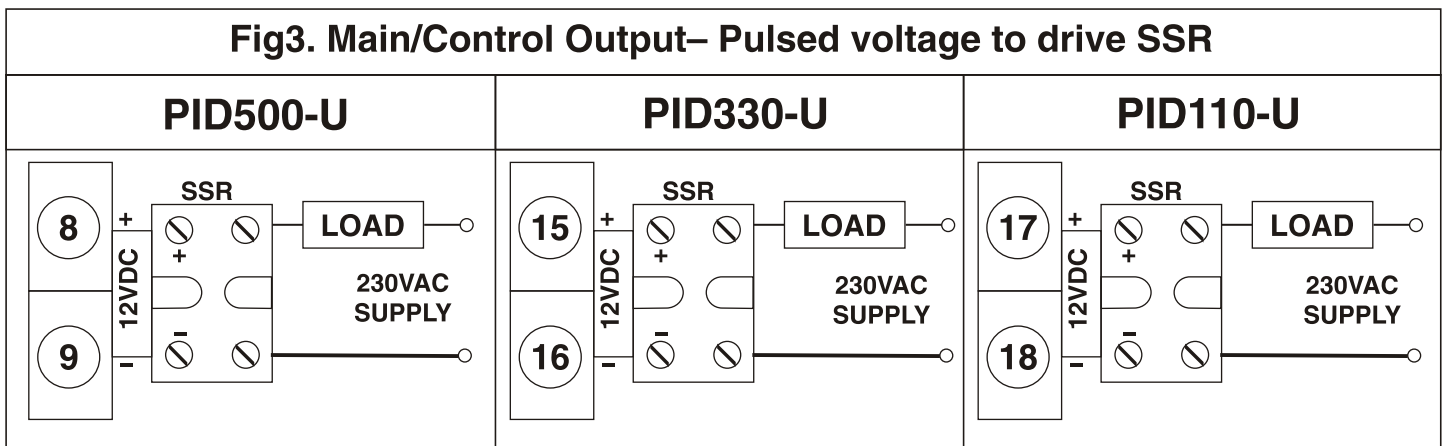 Fig3. Main/Control Output– Pulsed voltage to drive SSR
PID500-U
PID330-U
PID110-U
8
9
+
12VDC
–
SSR
+
–
LOAD
230VAC
SUPPLY
15
16
+
12VDC
–
SSR
+
–
LOAD
230VAC
SUPPLY
17
18
+
12VDC
–
SSR
+
–
LOAD
230VAC
SUPPLY